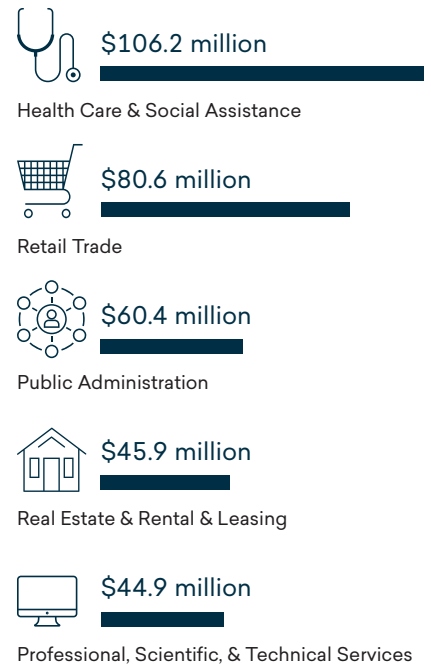 $106.2 million
Health Care & Social Assistance
$80.6 million
Retail Trade
$60.4 million
Public Administration
$45.9 million
Real Estate & Rental & Leasing
$44.9 million
Professional, Scientific, & Technical Services